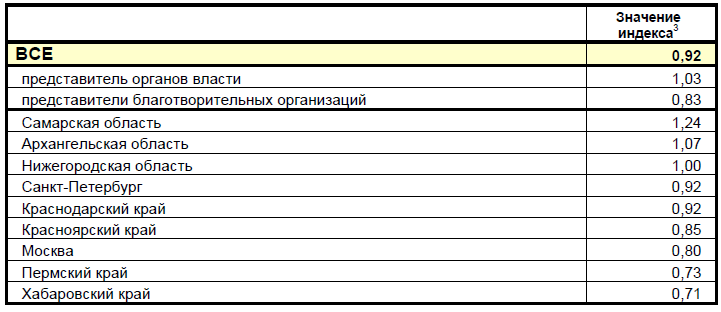 Значение
индекса3
ВСЕ 0,92
представитель органов власти 1,03
представители благотворительных организаций 0,83
Самарская область 1,24
Архангельская область 1,07
Нижегородская область 1,00
Санкт-Петербург 0,92
Краснодарский край 0,92
Красноярский край 0,85
Москва 0,80
Пермский край 0,73
Хабаровский край 0,71